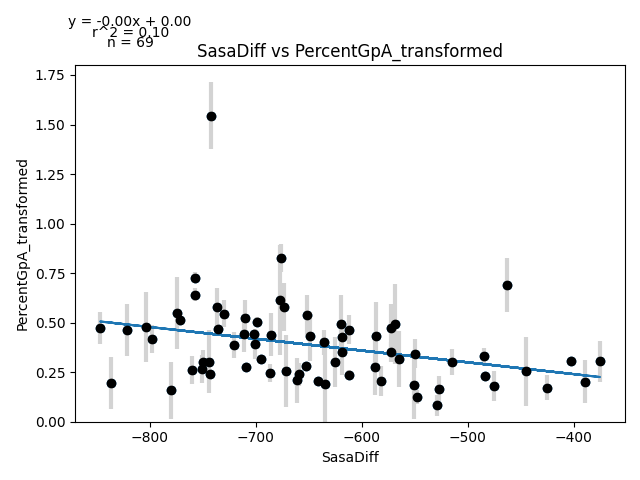 y = -0.00x + 0.00
r^2 = 0.10
n = 69
SasaDiff vs PercentGpA_transformed
1.75
1.50
1.25
1.00
0.75
0.50
0.25
0.00
PercentGpA_transformed
−800 −700 −600 −500 −400
SasaDiff